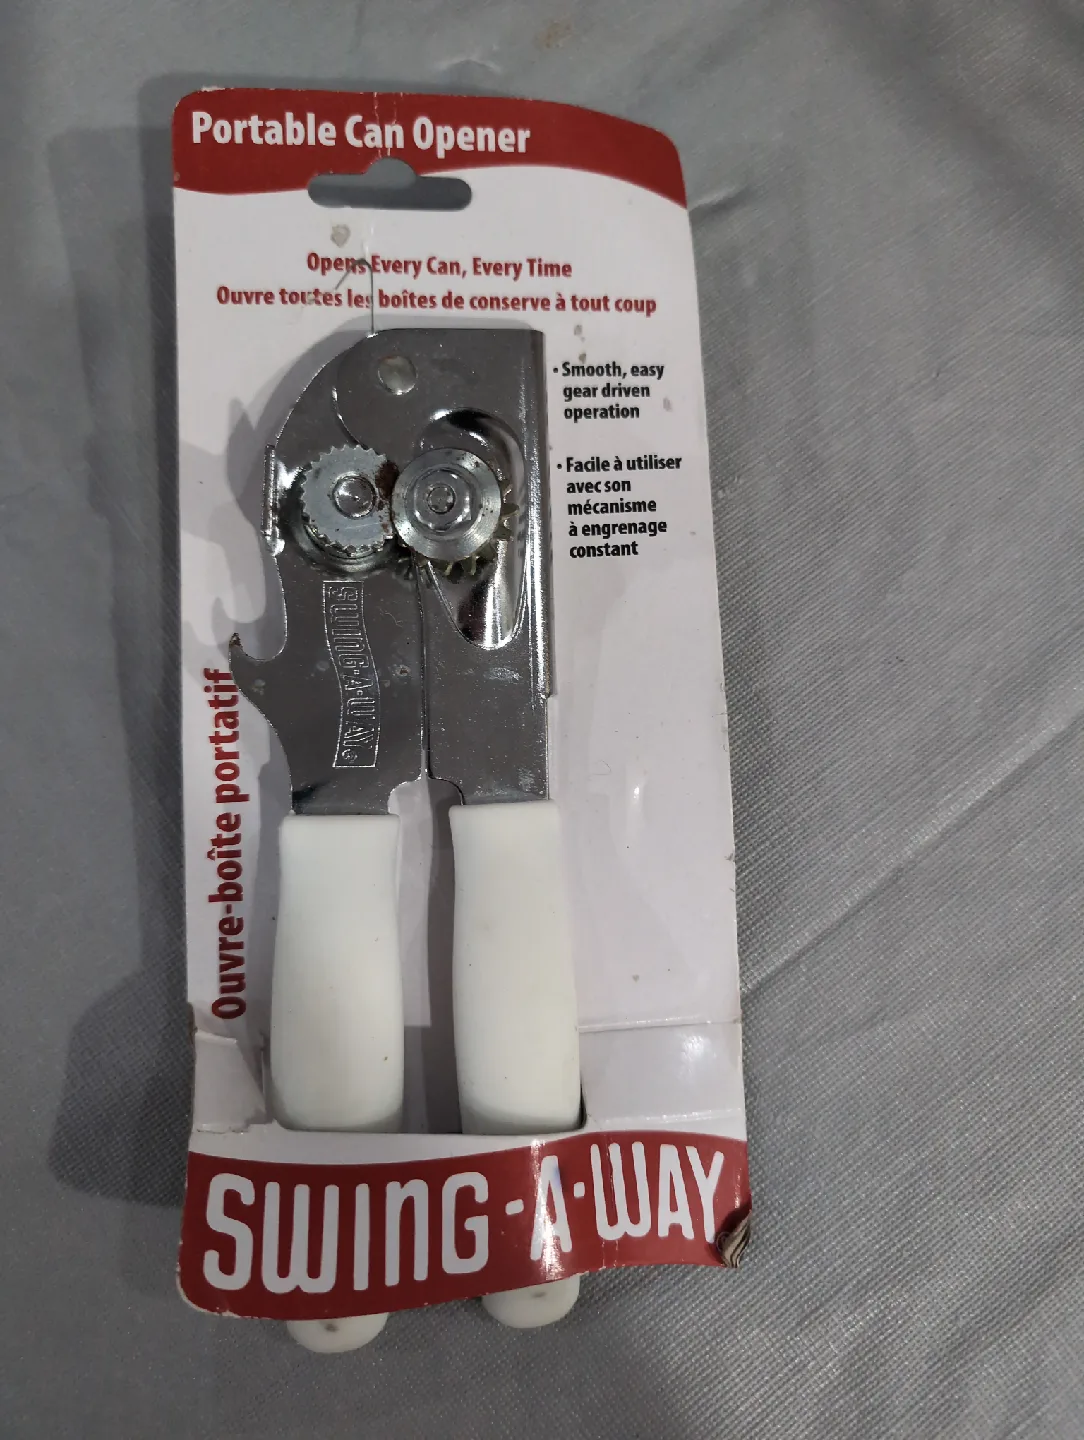 Portable Can Opener
Opens Every Can, Every Time
Ouvre toutes les boîtes de conserve à tout coup
• Smooth, easy
gear driven
operation
• Facile à utiliser
avec son
mécanisme
à engrenage
constant
SWING-A-WAY®
Ouvre-boîte portatif
SWING-A-WAY